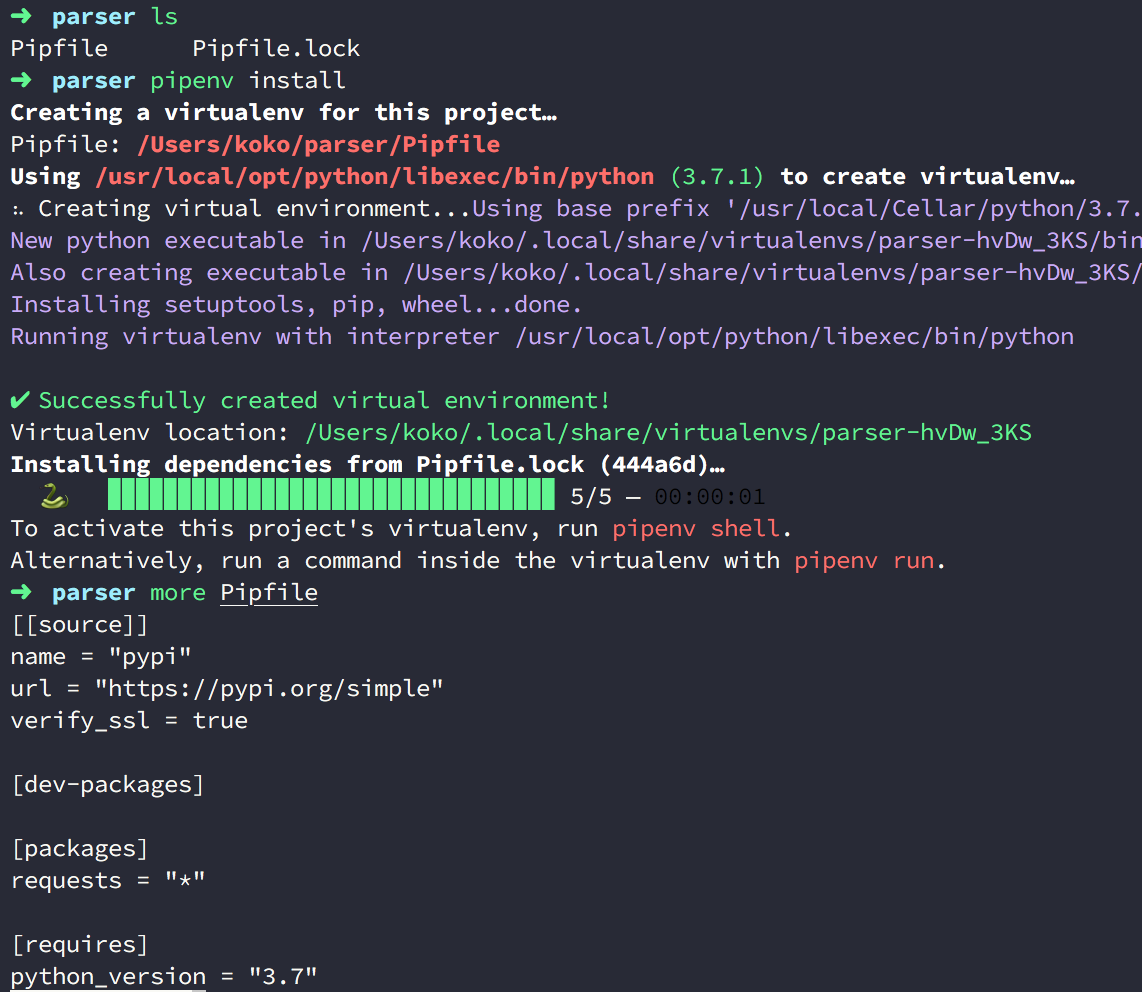 ➜ parser ls
Pipfile Pipfile.lock
➜ parser pipenv install
Creating a virtualenv for this project…
Pipfile: /Users/koko/parser/Pipfile
Using /usr/local/opt/python/libexec/bin/python (3.7.1) to create virtualenv…
⠦ Creating virtual environment...Using base prefix '/usr/local/Cellar/python/3.7.
New python executable in /Users/koko/.local/share/virtualenvs/parser-hvDw_3KS/bin
Also creating executable in /Users/koko/.local/share/virtualenvs/parser-hvDw_3KS/
Installing setuptools, pip, wheel...done.
Running virtualenv with interpreter /usr/local/opt/python/libexec/bin/python
✔ Successfully created virtual environment!
Virtualenv location: /Users/koko/.local/share/virtualenvs/parser-hvDw_3KS
Installing dependencies from Pipfile.lock (444a6d)…
🐍 ▉▉▉▉▉▉▉▉▉▉▉▉▉▉▉▉▉▉▉▉▉▉▉▉▉▉▉▉▉▉▉▉ 5/5 — 00:00:01
To activate this project's virtualenv, run pipenv shell.
Alternatively, run a command inside the virtualenv with pipenv run.
➜ parser more Pipfile
[[source]]
name = "pypi"
url = "https://pypi.org/simple"
verify_ssl = true
[dev-packages]
[packages]
requests = "*"
[requires]
python_version = "3.7"